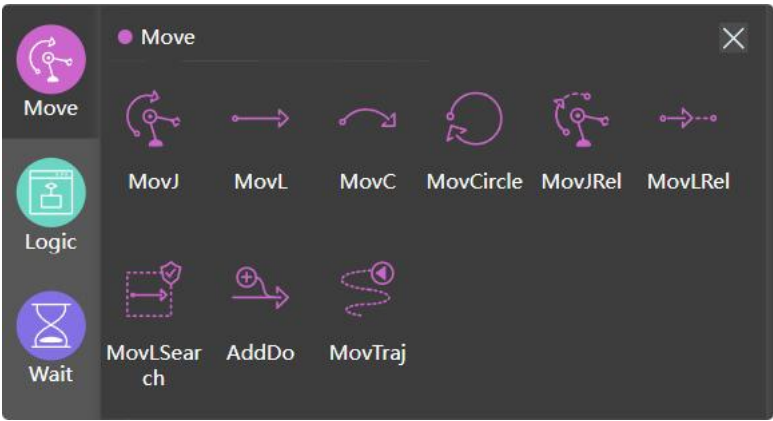 Move
Move
MovJ
MovL
MovC
MovCircle
MovJRel
MovLRel
Logic
MovLSear
ch
AddDo
MovTraj
Wait